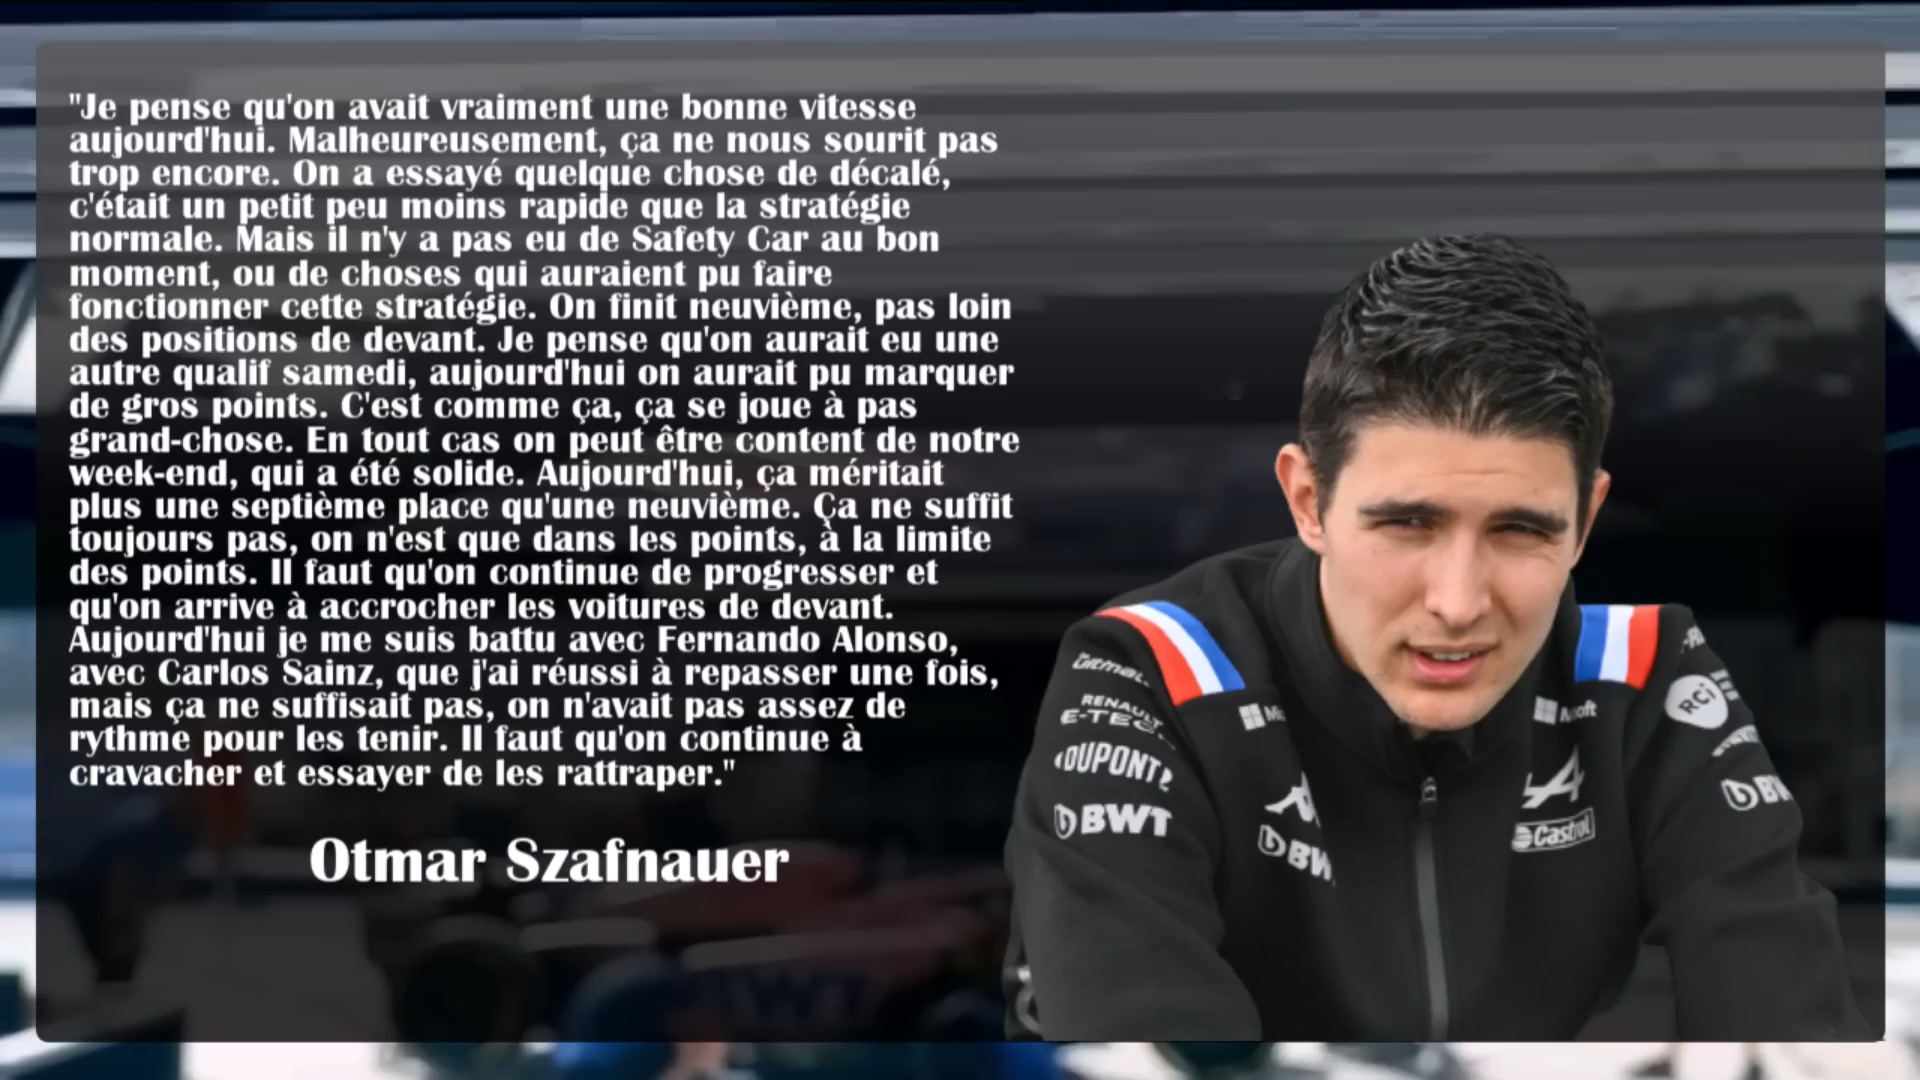 "Je pense qu'on avait vraiment une bonne vitesse
aujourd'hui. Malheureusement, ça ne nous sourit pas
trop encore. On a essayé quelque chose de décalé,
c'était un petit peu moins rapide que la stratégie
normale. Mais il n'y a pas eu de Safety Car au bon
moment, ou de choses qui auraient pu faire
fonctionner cette stratégie. On finit neuvième, pas loin
des positions de devant. Je pense qu'on aurait eu une
autre qualif samedi, aujourd'hui on aurait pu marquer
de gros points. C'est comme ça, ça se joue à pas
grand-chose. En tout cas on peut être content de notre
week-end, qui a été solide. Aujourd'hui, ça méritait
plus une septième place qu'une neuvième. Ça ne suffit
toujours pas, on n'est que dans les points, à la limite
des points. Il faut qu'on continue de progresser et
qu'on arrive à accrocher les voitures de devant.
Aujourd'hui je me suis battu avec Fernando Alonso,
avec Carlos Sainz, que j'ai réussi à repasser une fois,
mais ça ne suffisait pas, on n'avait pas assez de
rythme pour les tenir. Il faut qu'on continue à
cravacher et essayer de les rattraper."
Otmar Szafnauer
RENAULT
E-TEC
DUPONT
BWT
BW
Castrol
RCi
BW